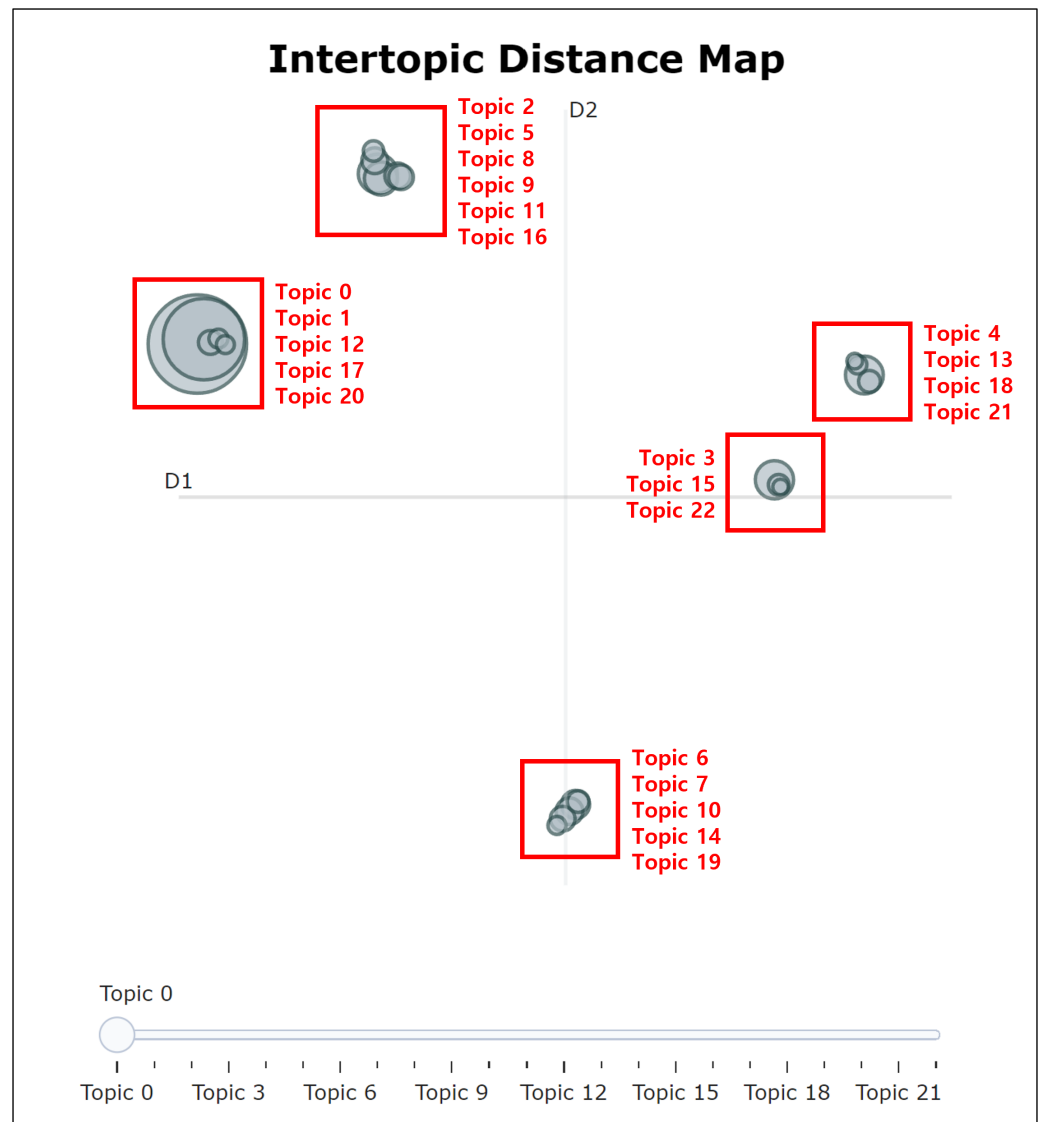 Intertopic Distance Map
D2
Topic 2
Topic 5
Topic 8
Topic 9
Topic 11
Topic 16
Topic 0
Topic 1
Topic 12
Topic 17
Topic 20
Topic 4
Topic 13
Topic 18
Topic 21
Topic 3
Topic 15
Topic 22
D1
Topic 6
Topic 7
Topic 10
Topic 14
Topic 19
Topic 0
Topic 0 Topic 3 Topic 6 Topic 9 Topic 12 Topic 15 Topic 18 Topic 21